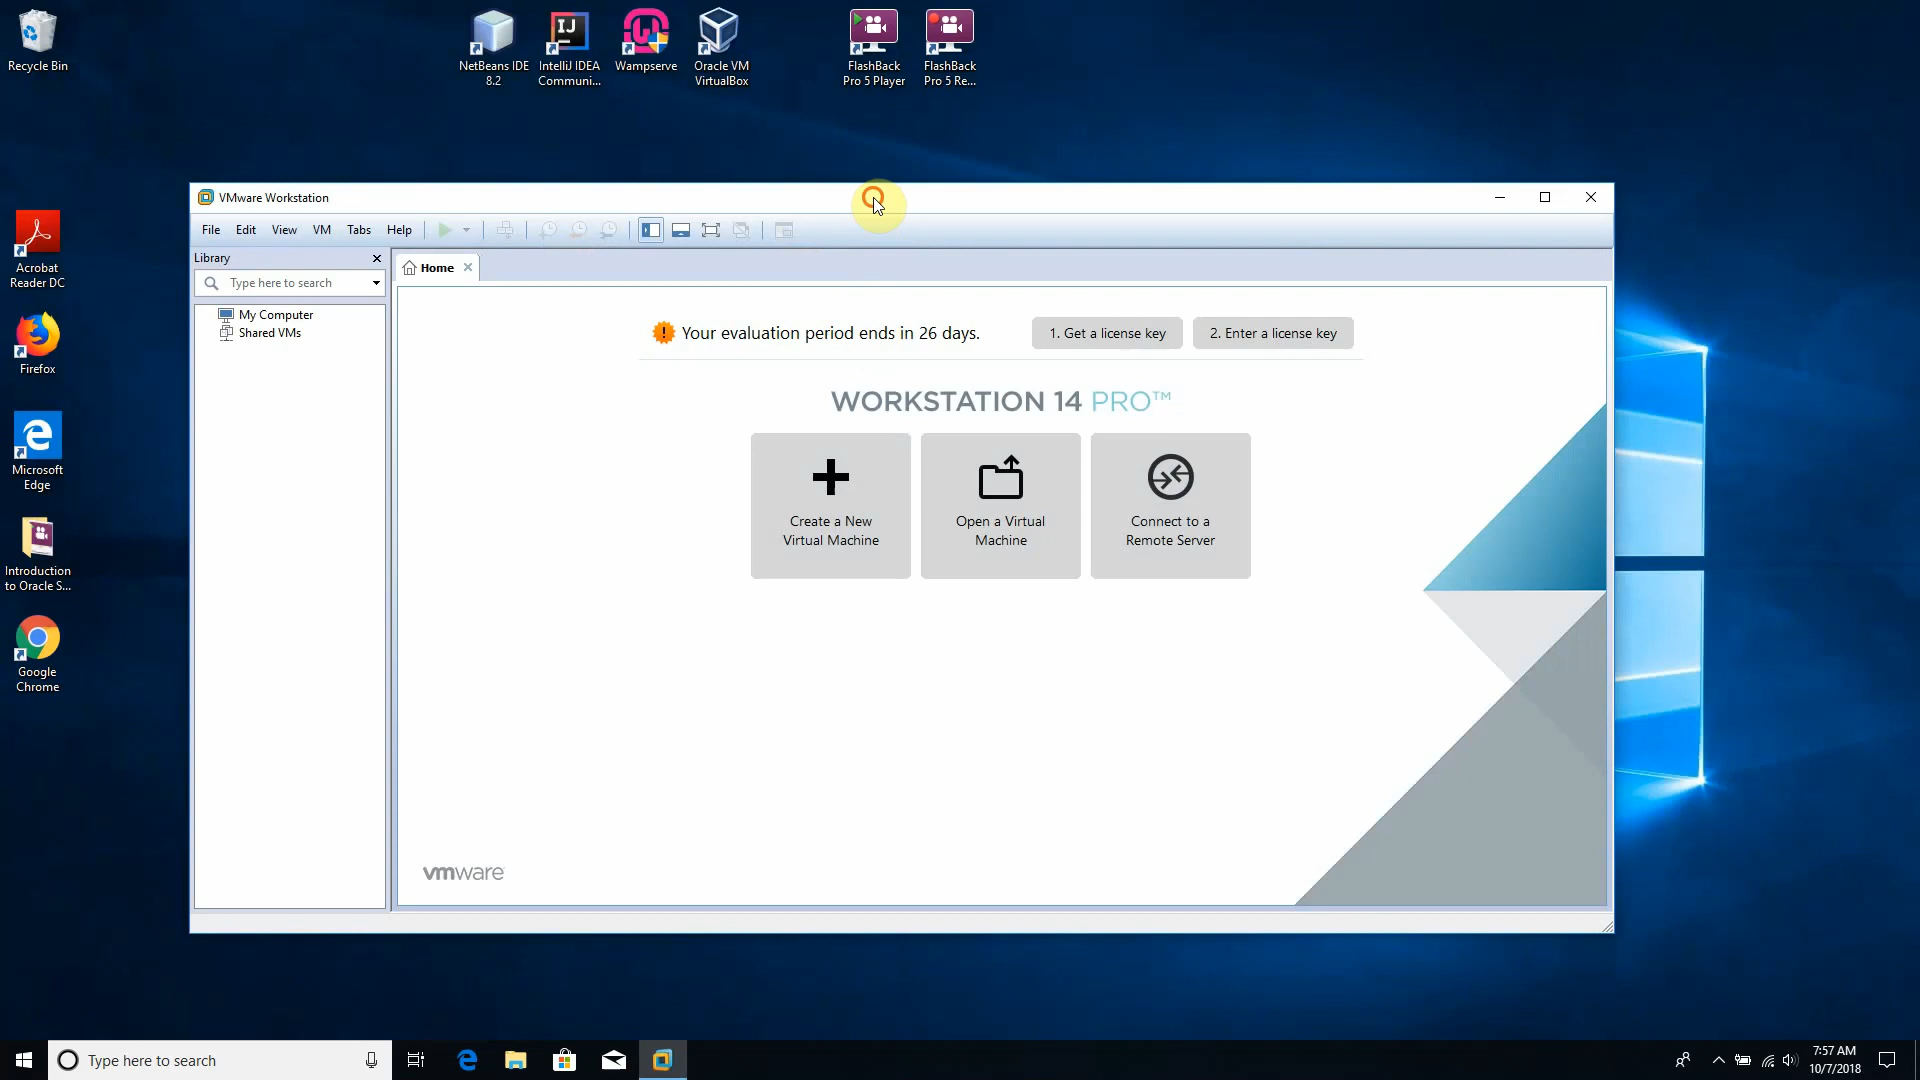 Recycle Bin
NetBeans IDE
8.2
IntelliJ IDEA
Communi...
Wampserve
Oracle VM
VirtualBox
FlashBack
Pro 5 Player
FlashBack
Pro 5 Re...
Acrobat
Reader DC
Firefox
Microsoft
Edge
Introduction
to Oracle S...
Google
Chrome
VMware Workstation
File Edit View VM Tabs Help
Library
Type here to search
My Computer
Shared VMs
Home
Your evaluation period ends in 26 days.
1. Get a license key
2. Enter a license key
WORKSTATION 14 PRO™
Create a New
Virtual Machine
Open a Virtual
Machine
Connect to a
Remote Server
vmware
Type here to search
7:57 AM
10/7/2018